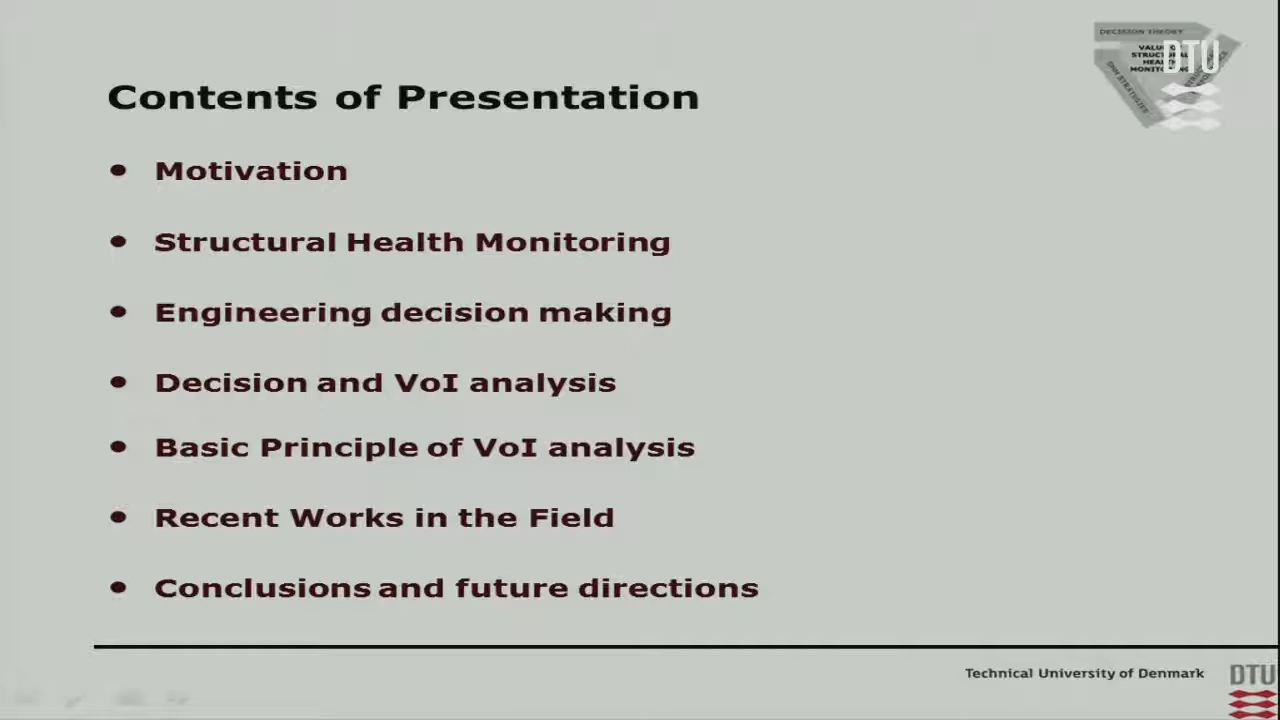 DECISION THEORY
DTU
Contents of Presentation
• Motivation
• Structural Health Monitoring
• Engineering decision making
• Decision and VoI analysis
• Basic Principle of VoI analysis
• Recent Works in the Field
• Conclusions and future directions
Technical University of Denmark
DTU